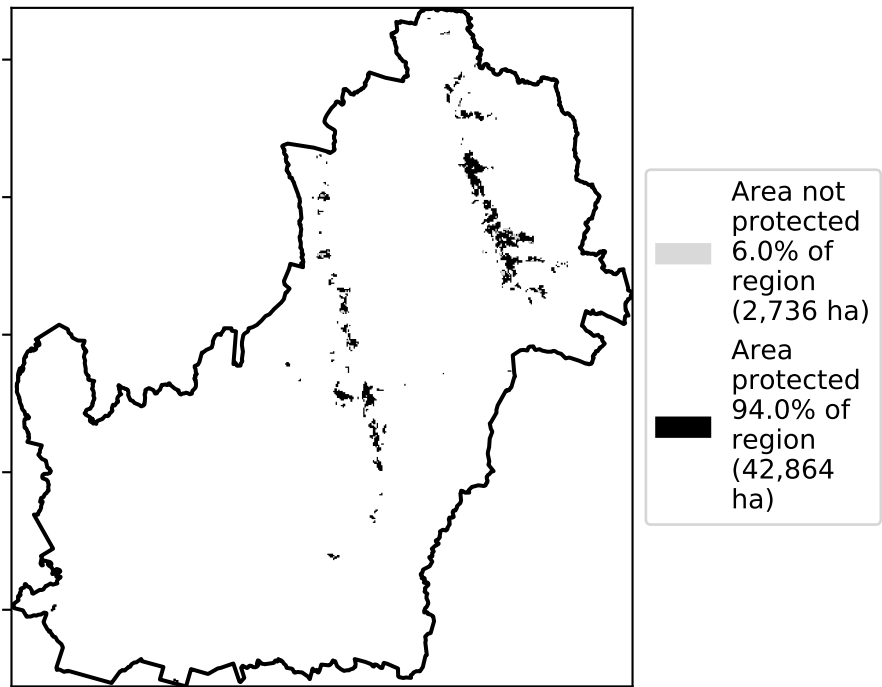 Area not
protected
6.0% of
region
(2,736 ha)
Area
protected
94.0% of
region
(42,864
ha)